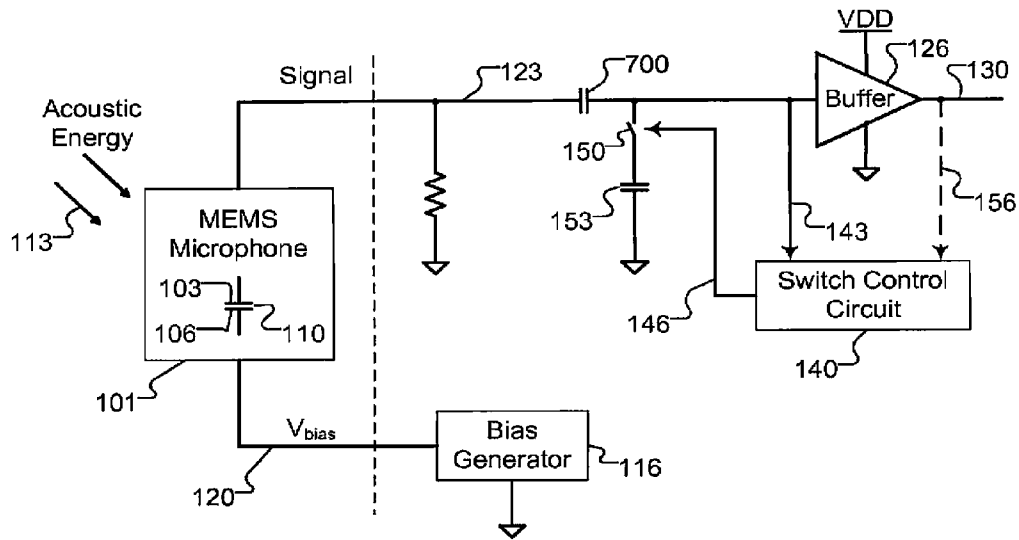 VDD
700
126
Signal
123
130
Buffer
Acoustic
Energy
150
156
153
143
113
MEMS
Microphone
103
106
110
Switch Control
Circuit
146
140
101
Vbias
Bias
Generator
116
120